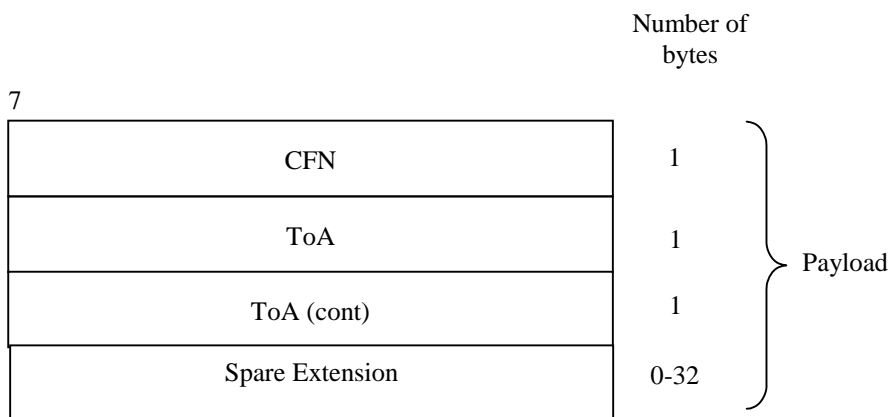 Number of
bytes
7
CFN 1
ToA 1
Payload
ToA (cont) 1
Spare Extension 0-32